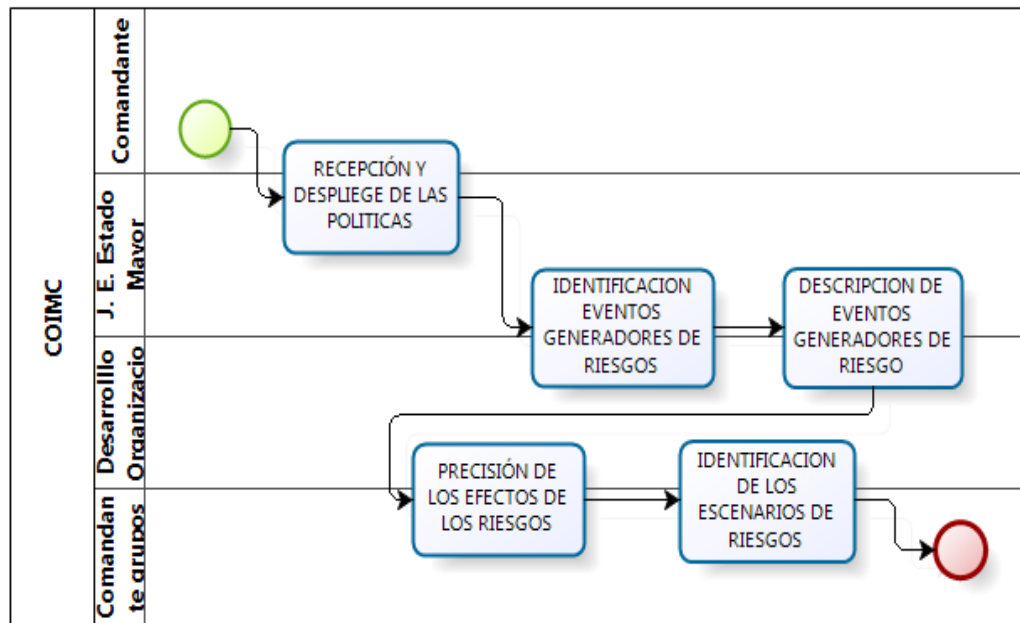 COIMC
Comandante
J. E. Estado
Mayor
Desarrolllo
Organizacio
Comandan
te grupos
RECEPCIÓN Y
DESPLIEGE DE LAS
POLITICAS
IDENTIFICACION
EVENTOS
GENERADORES DE
RIESGOS
DESCRIPCION DE
EVENTOS
GENERADORES DE
RIESGO
PRECISIÓN DE
LOS EFECTOS DE
LOS RIESGOS
IDENTIFICACION
DE LOS
ESCENARIOS DE
RIESGOS